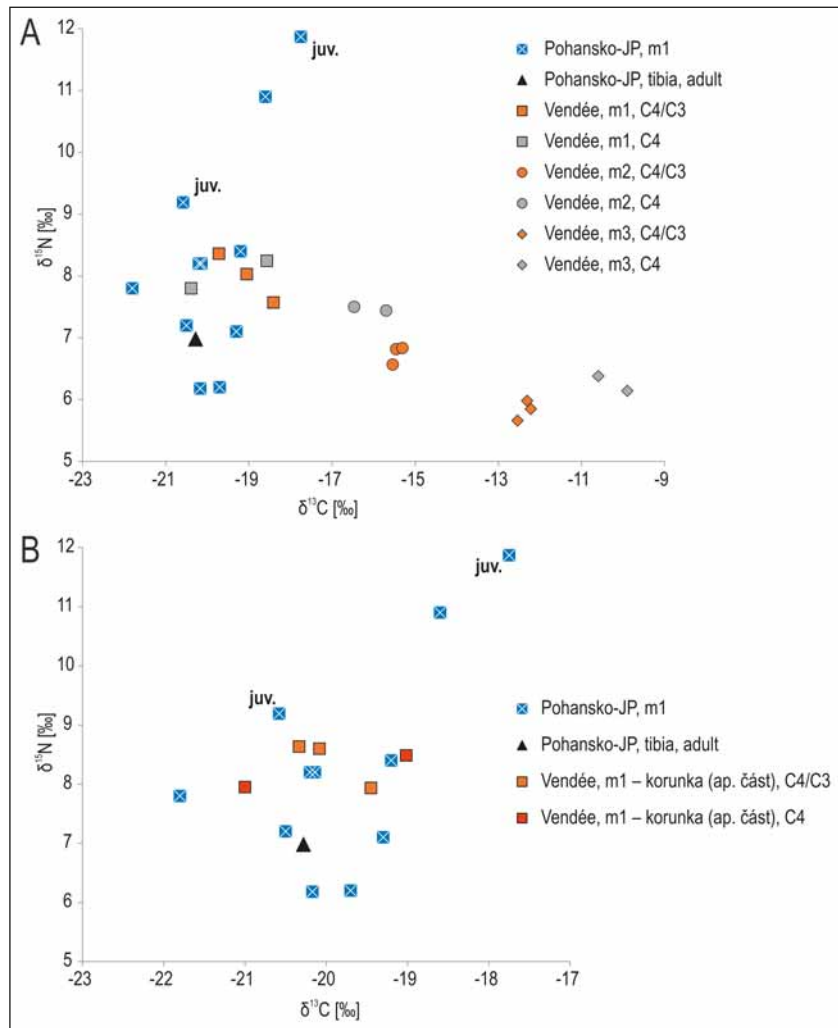 A
12
11
10
9
8
7
6
5
δ15N [‰]
juv.
juv.
Pohansko-JP, m1
Pohansko-JP, tibia, adult
Vendée, m1, C4/C3
Vendée, m1, C4
Vendée, m2, C4/C3
Vendée, m2, C4
Vendée, m3, C4/C3
Vendée, m3, C4
-23 -21 -19 -17 -15 -13 -11 -9
δ13C [‰]
B
12
11
10
9
8
7
6
5
δ15N [‰]
juv.
juv.
Pohansko-JP, m1
Pohansko-JP, tibia, adult
Vendée, m1 – korunka (ap. část), C4/C3
Vendée, m1 – korunka (ap. část), C4
-23 -22 -21 -20 -19 -18 -17
δ13C [‰]